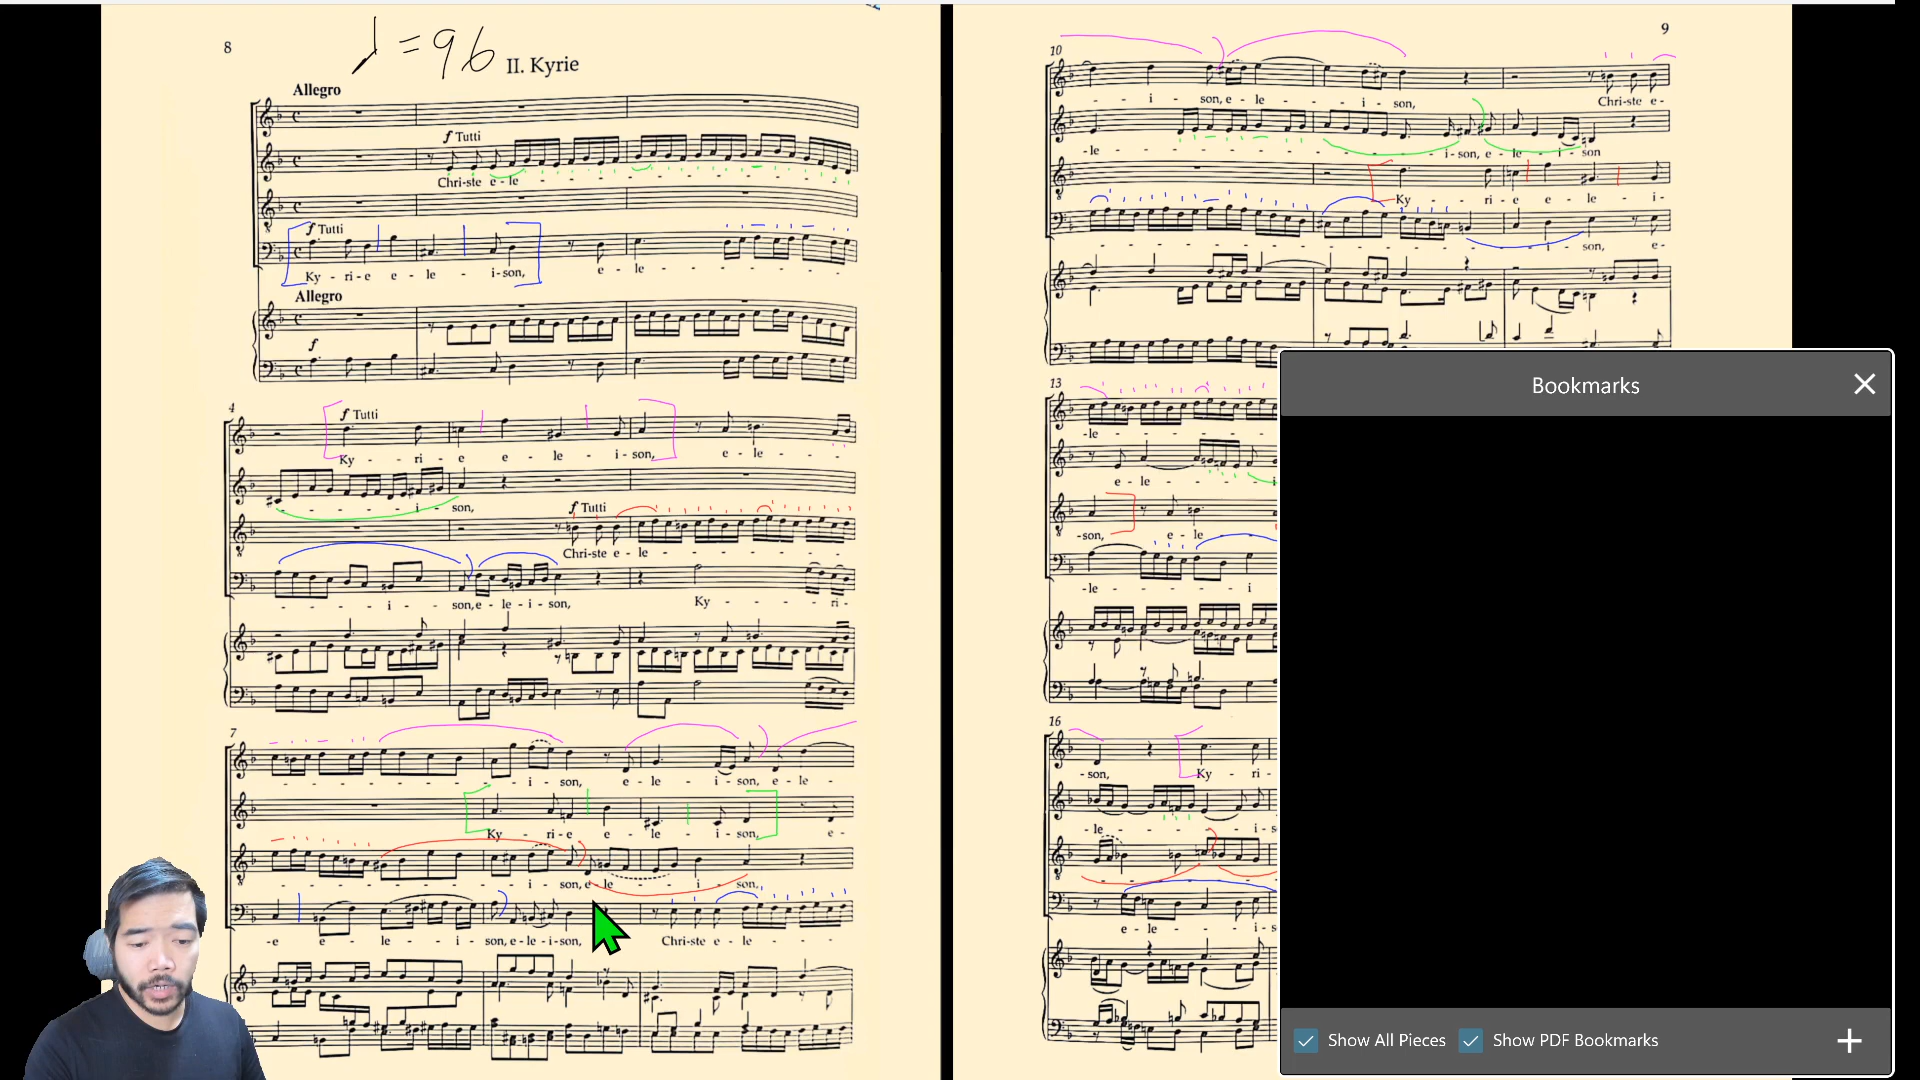 8
♩ = 96
II. Kyrie
Allegro
f Tutti
Chri-ste e - le
f Tutti
Ky - ri - e e - le - i - son, e - le
Allegro
f
4
f Tutti
Ky - ri - e e - le - i - son, e - le
i - son,
f Tutti
Chri-ste e - le
i - son, e - le - i - son, Ky - ri -
7
i - son, e - le - i - son, e - le -
Ky - ri - e e - le - i - son, e -
i - son, e - le - i - son,
-e e - le - i - son, e - le - i - son, Chri-ste e - le
9
10
i - son, e - le - i - son, Chri-ste e -
-le - i - son, e - le - i - son
Ky - ri - e e - le - i -
i - son, e -
13
-le
e - le
-son, e - le
-le - i
16
-son, Ky - ri -
-le - i - s
e - le - i - s
Bookmarks
Show All Pieces
Show PDF Bookmarks